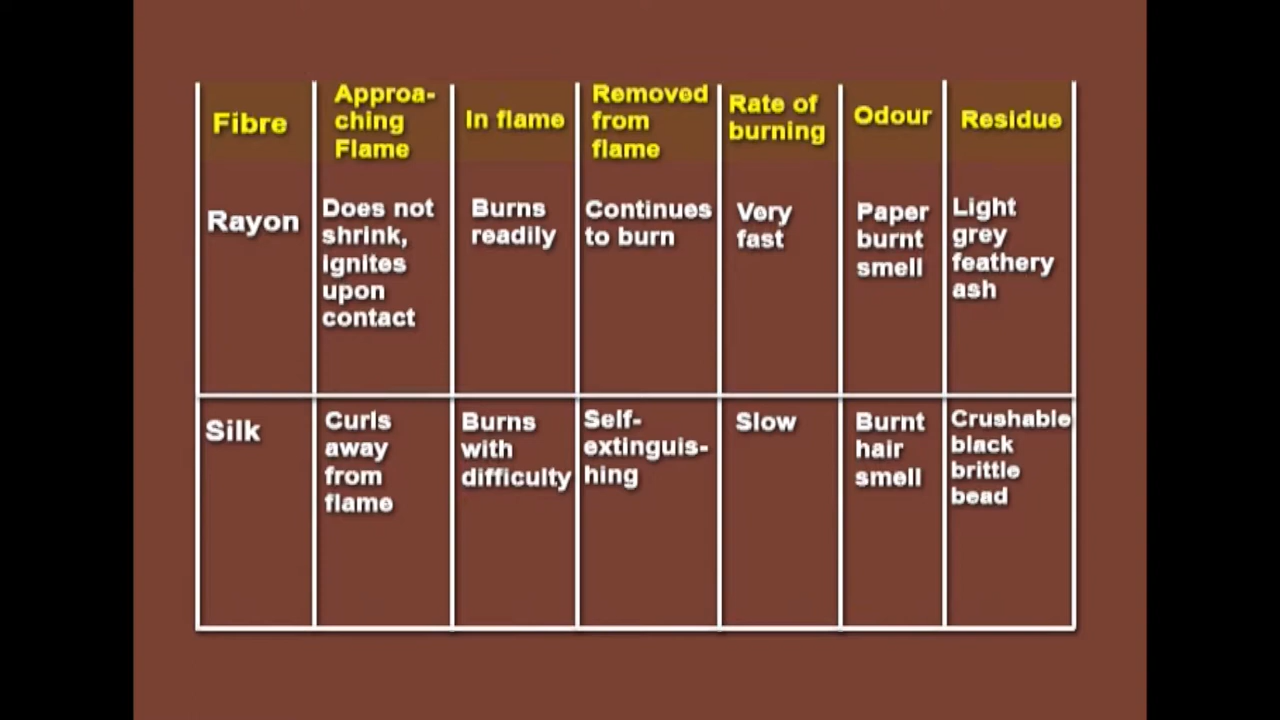 Fibre
Approa-
ching
Flame
In flame
Removed
from
flame
Rate of
burning
Odour
Residue
Rayon
Does not
shrink,
ignites
upon
contact
Burns
readily
Continues
to burn
Very
fast
Paper
burnt
smell
Light
grey
feathery
ash
Silk
Curls
away
from
flame
Burns
with
difficulty
Self-
extinguis-
hing
Slow
Burnt
hair
smell
Crushable
black
brittle
bead